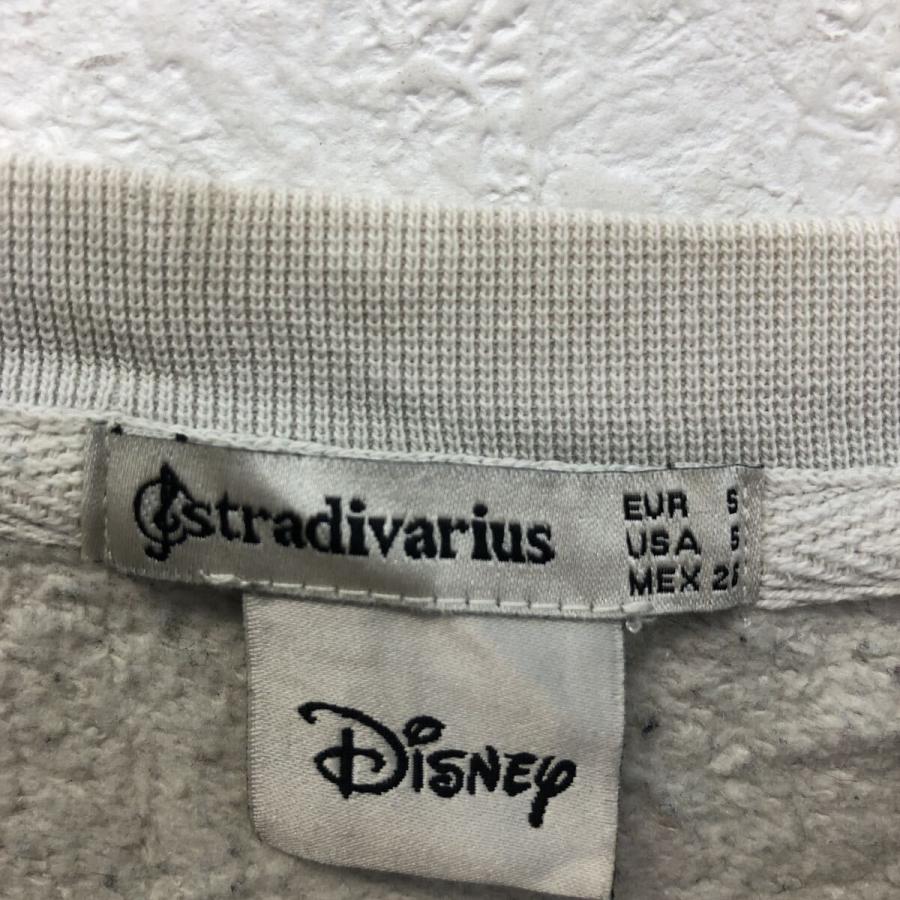 stradivarius
EUR S
USA S
MEX
Disney